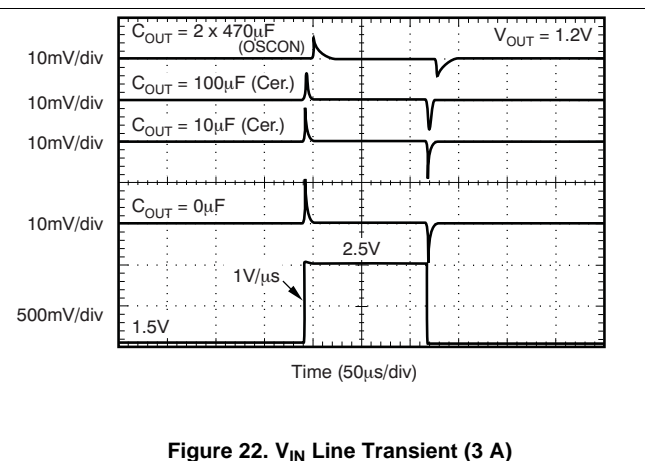 C_OUT = 2 x 470μF
(OSCON)
V_OUT = 1.2V
10mV/div
C_OUT = 100μF (Cer.)
10mV/div
C_OUT = 10μF (Cer.)
10mV/div
C_OUT = 0μF
10mV/div
2.5V
1V/μs
500mV/div
1.5V
Time (50μs/div)
Figure 22. V_IN Line Transient (3 A)